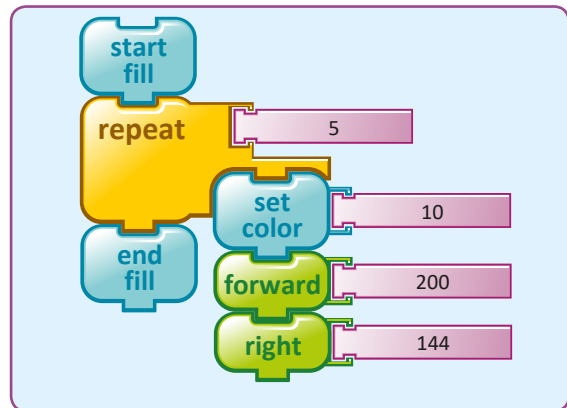 start
fill
repeat
5
set
color
10
end
fill
forward
200
right
144